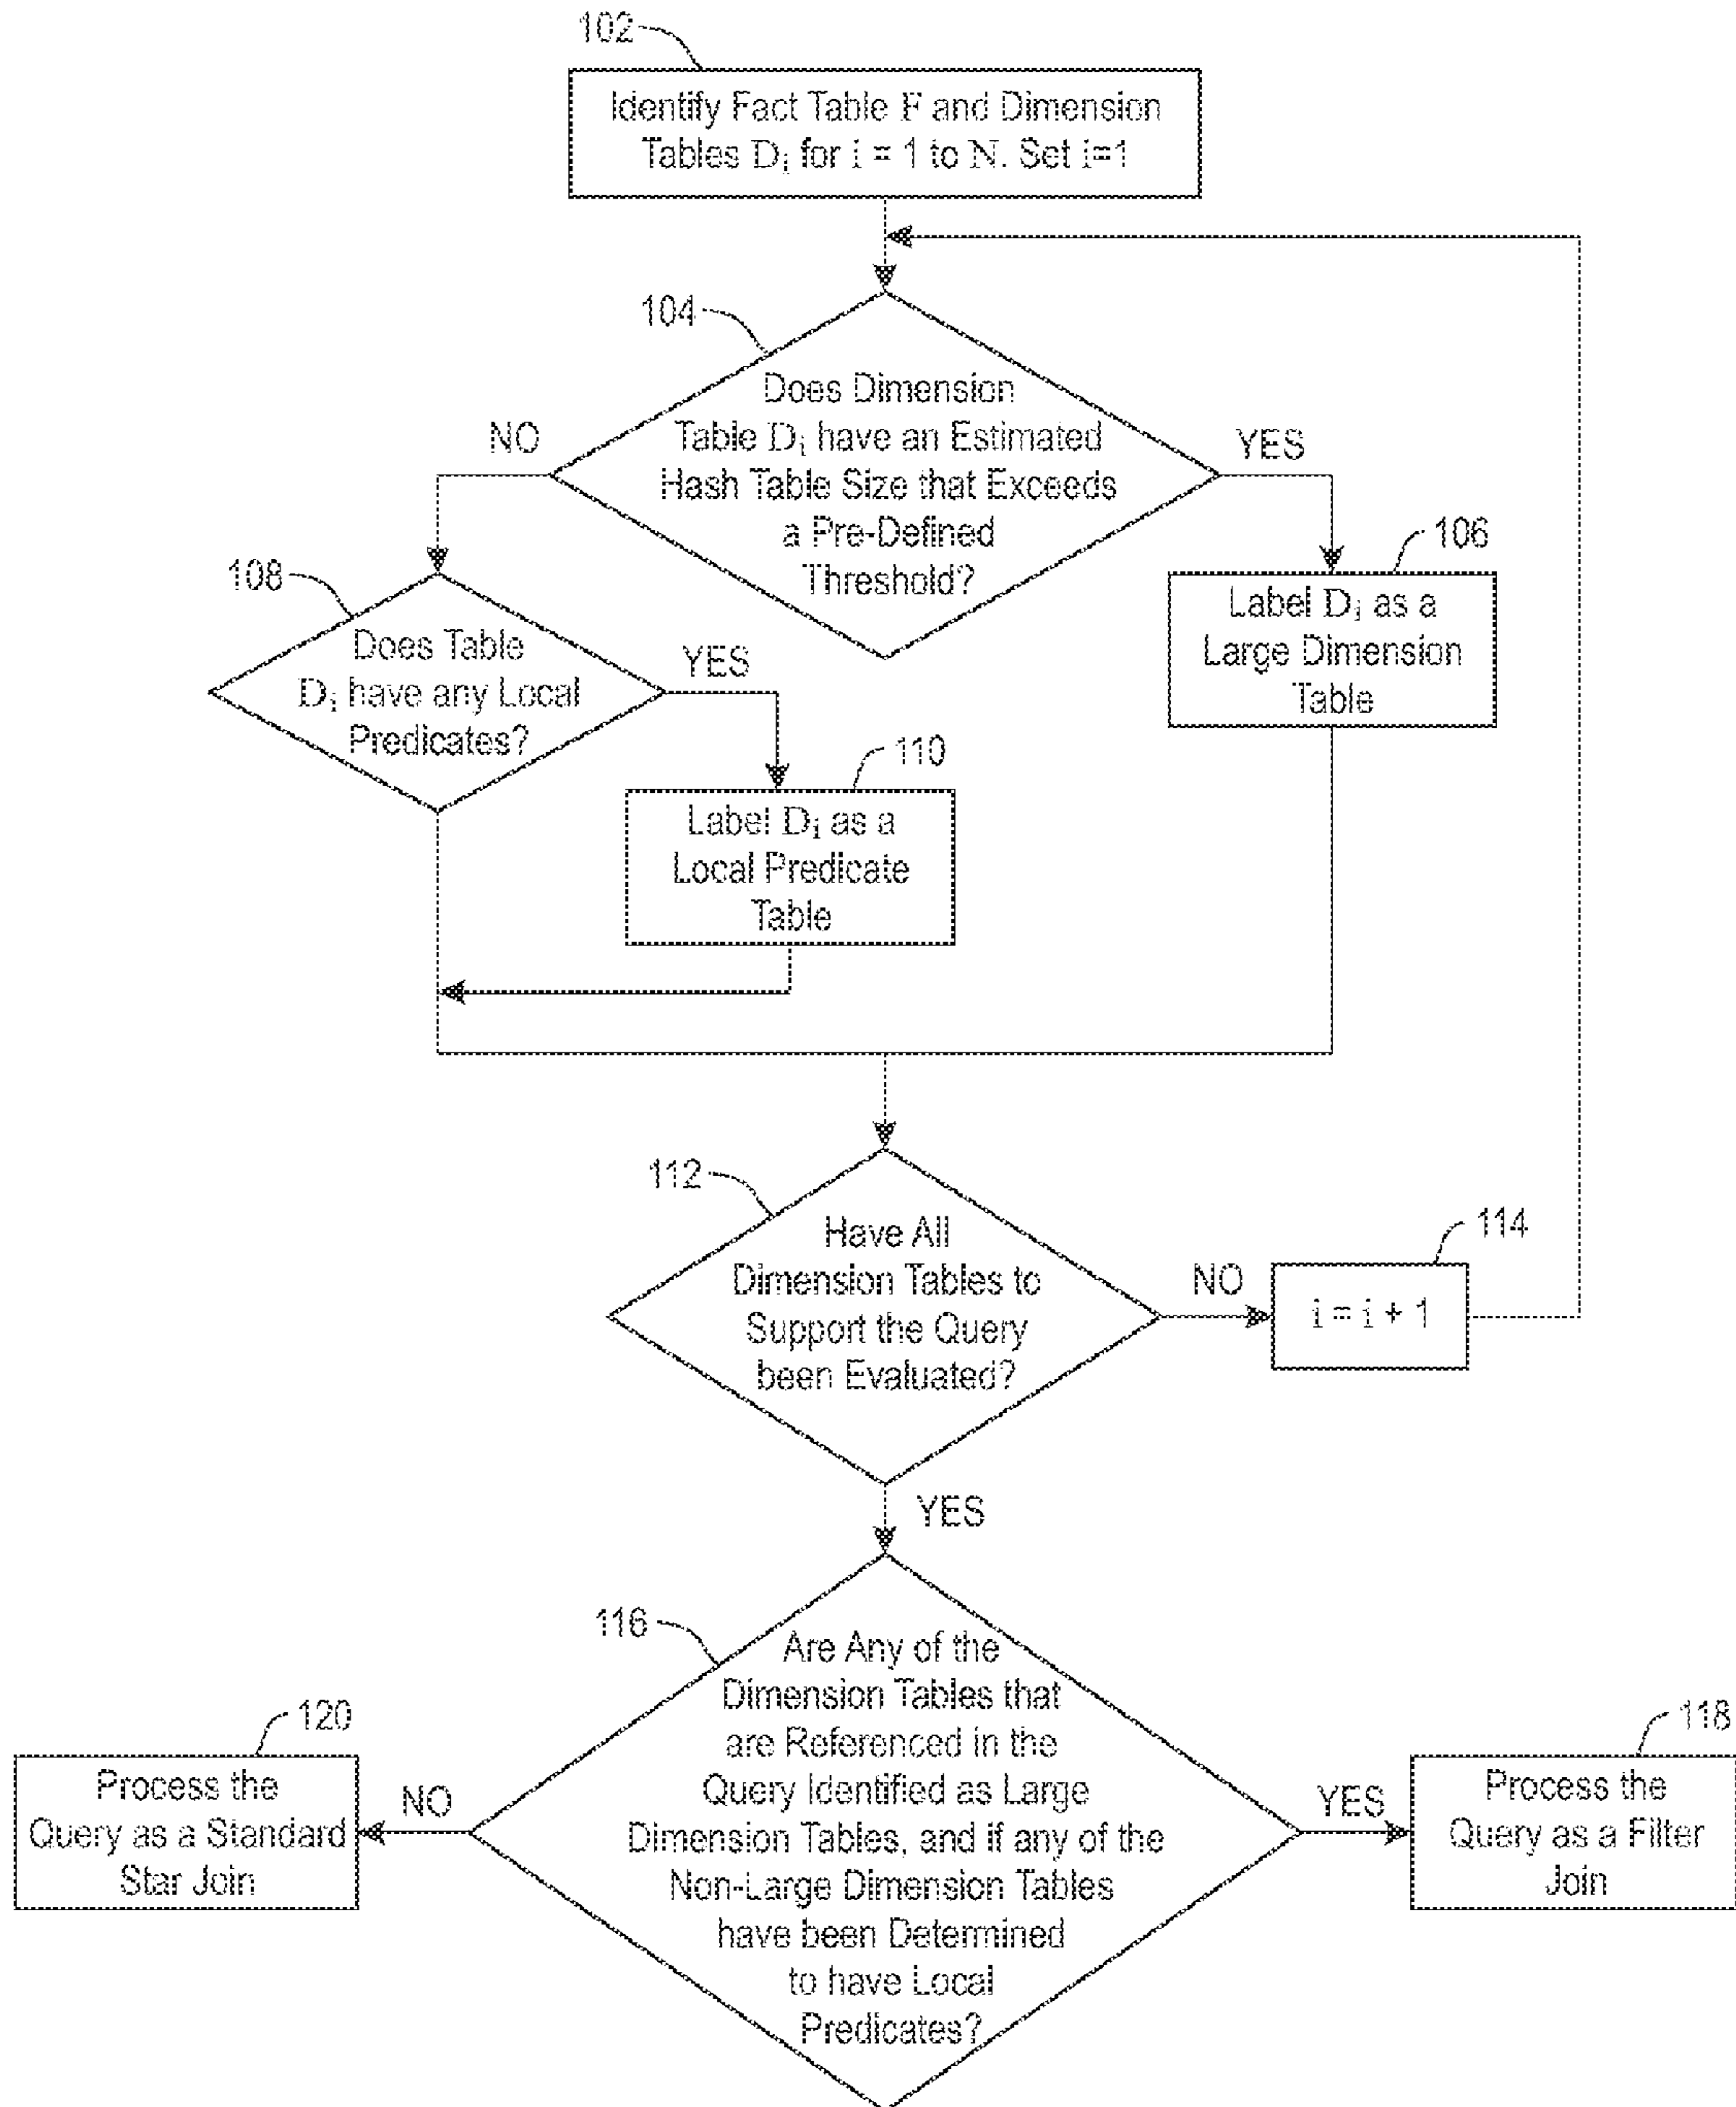 102
Identify Fact Table F and Dimension
Tables Di for i = 1 to N. Set i=1
104
Does Dimension
Table Di have an Estimated
Hash Table Size that Exceeds
a Pre-Defined
Threshold?
NO
YES
106
Label Di as a
Large Dimension
Table
108
Does Table
Di have any Local
Predicates?
YES
110
Label Di as a
Local Predicate
Table
112
Have All
Dimension Tables to
Support the Query
been Evaluated?
NO
114
i = i + 1
YES
116
Are Any of the
Dimension Tables that
are Referenced in the
Query Identified as Large
Dimension Tables, and if any of the
Non-Large Dimension Tables
have been Determined
to have Local
Predicates?
NO
120
Process the
Query as a Standard
Star Join
YES
118
Process the
Query as a Filter
Join